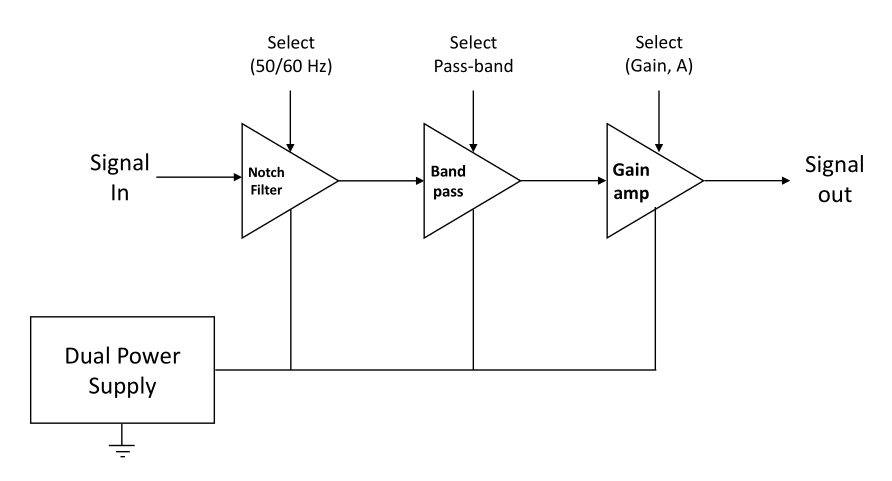 Select
(50/60 Hz)
Select
Pass-band
Select
(Gain, A)
Signal
In
Notch
Filter
Band
pass
Gain
amp
Signal
out
Dual Power
Supply